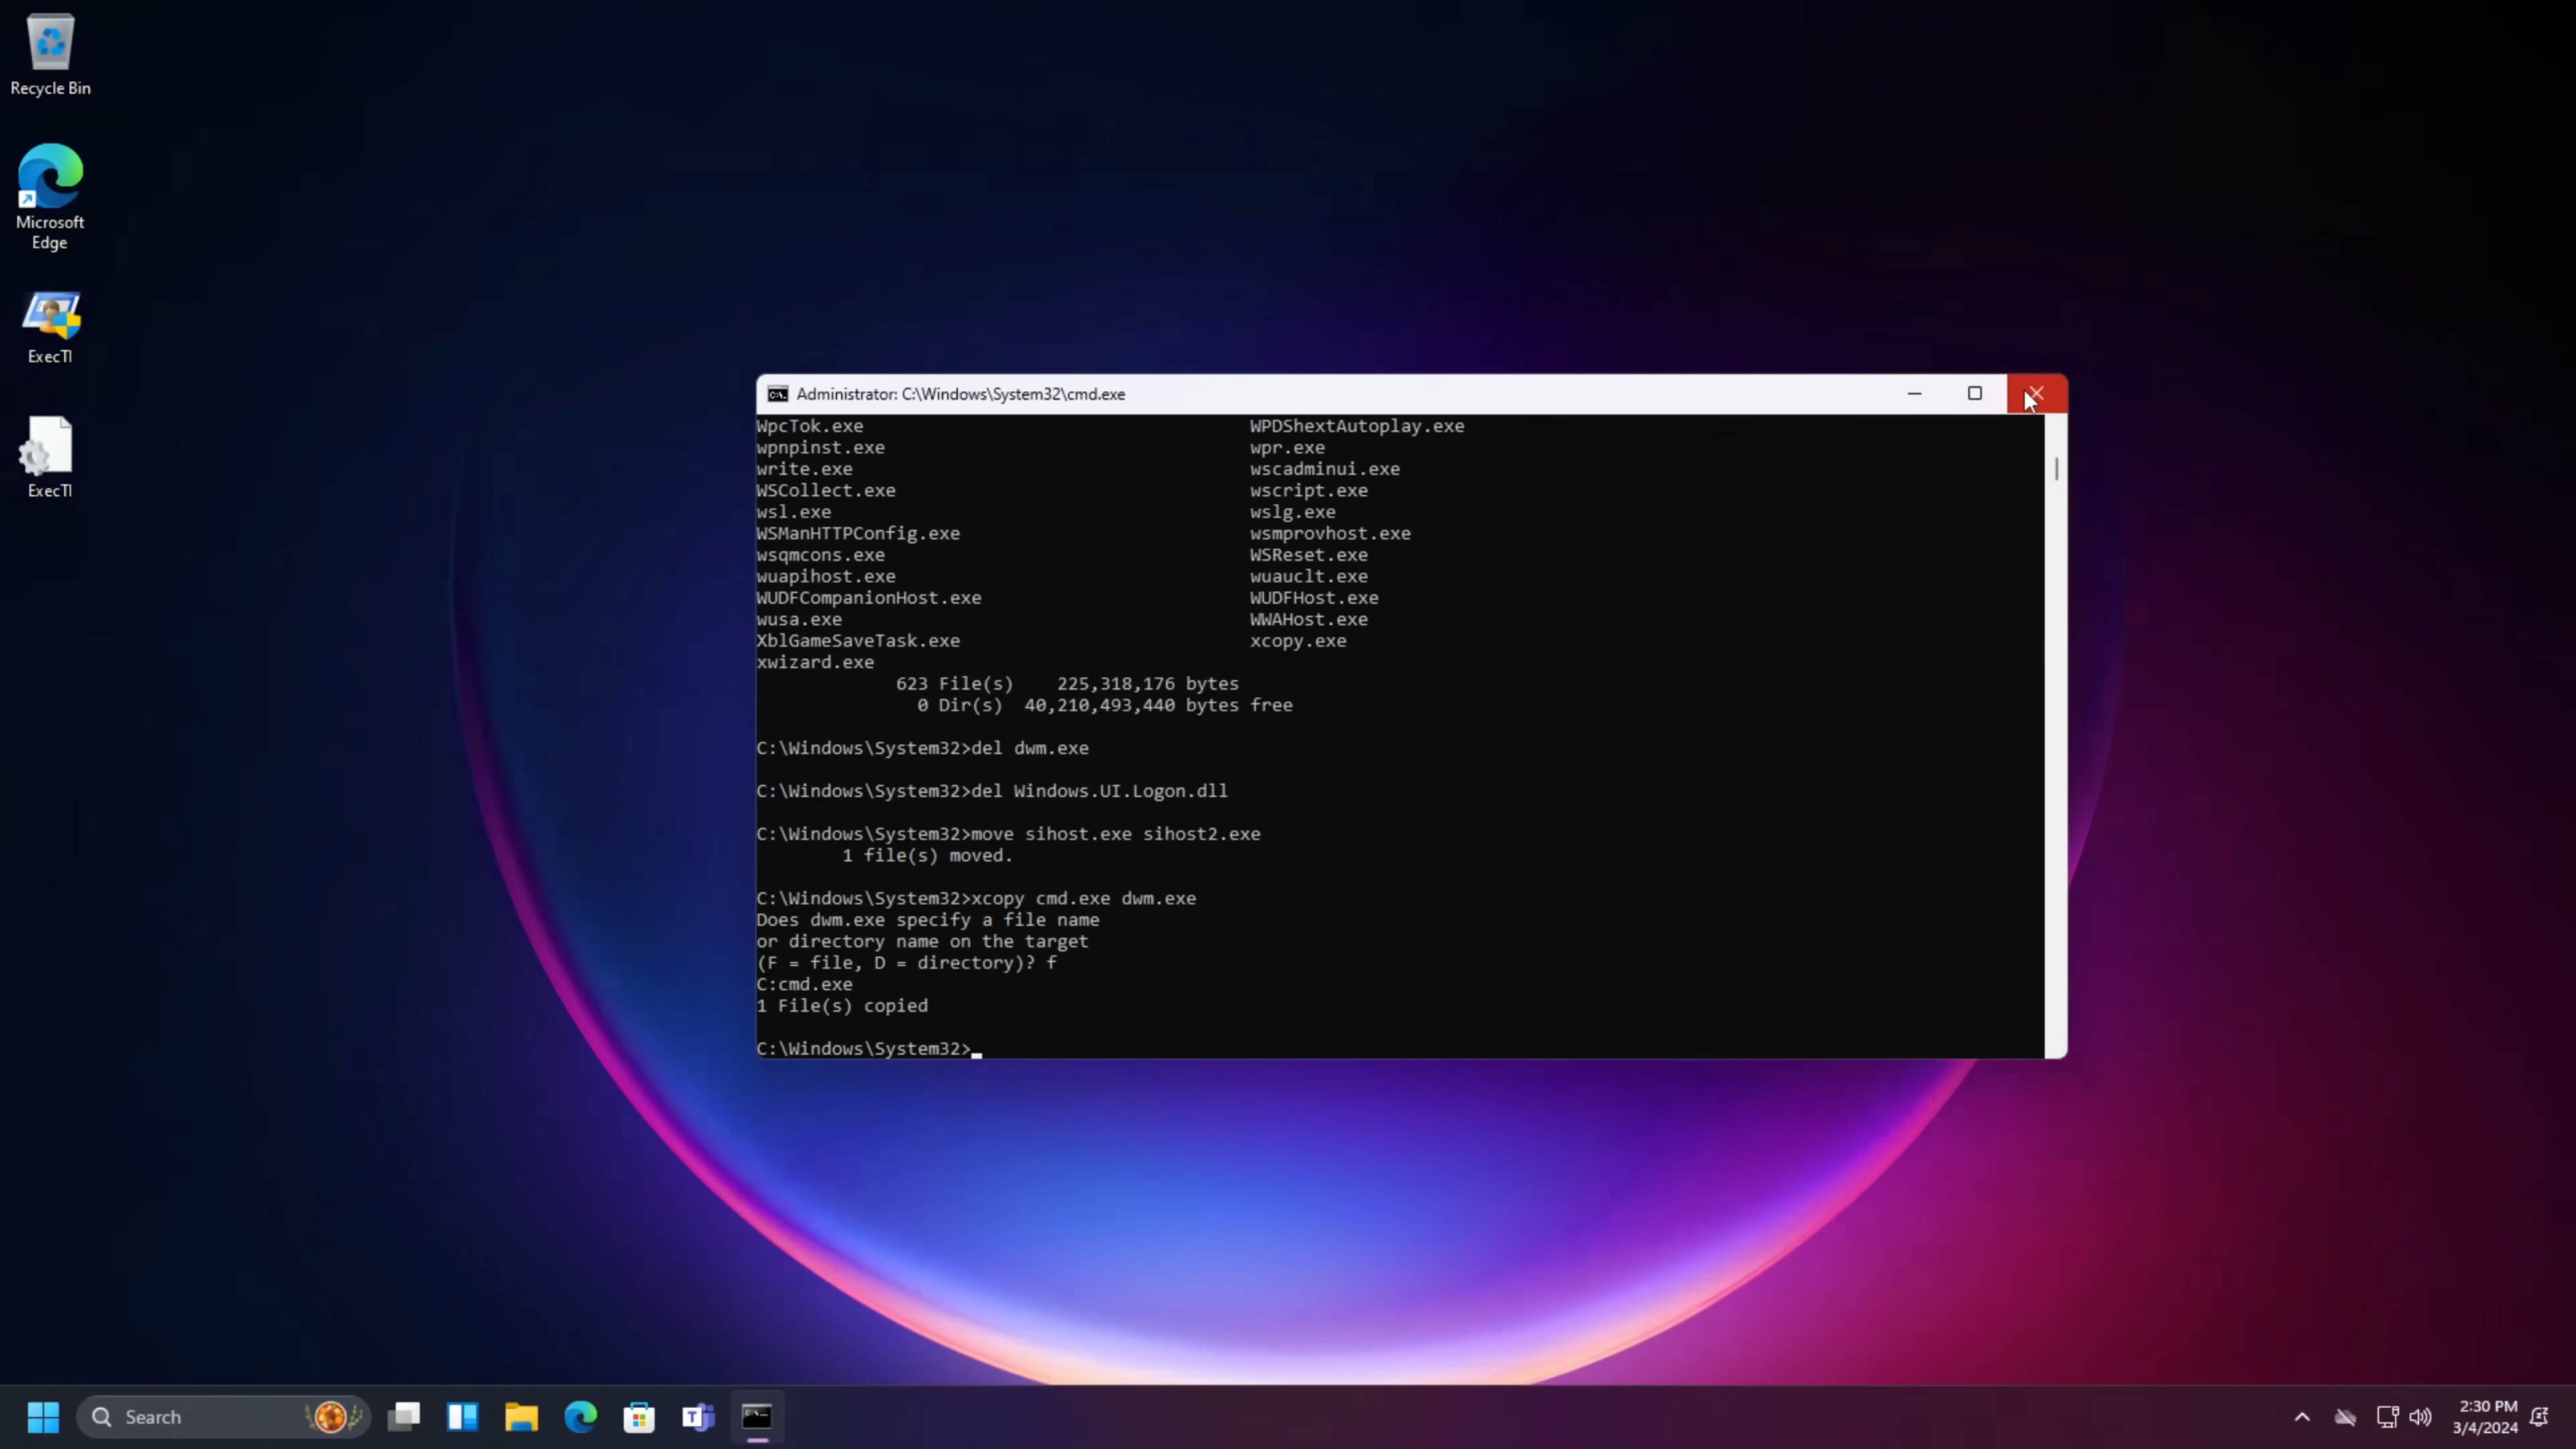 Recycle Bin
Microsoft
Edge
ExecTI
ExecTI
Administrator: C:\Windows\System32\cmd.exe
WpcTok.exe WPDShextAutoplay.exe
wpnpinst.exe wpr.exe
write.exe wscadminui.exe
WSCollect.exe wscript.exe
wsl.exe wslg.exe
WSManHTTPConfig.exe wsmprovhost.exe
wsqmcons.exe WSReset.exe
wuapihost.exe wuauclt.exe
WUDFCompanionHost.exe WUDFHost.exe
wusa.exe WWAHost.exe
XblGameSaveTask.exe xcopy.exe
xwizard.exe
623 File(s) 225,318,176 bytes
0 Dir(s) 40,210,493,440 bytes free
C:\Windows\System32>del dwm.exe
C:\Windows\System32>del Windows.UI.Logon.dll
C:\Windows\System32>move sihost.exe sihost2.exe
1 file(s) moved.
C:\Windows\System32>xcopy cmd.exe dwm.exe
Does dwm.exe specify a file name
or directory name on the target
(F = file, D = directory)? f
C:cmd.exe
1 File(s) copied
C:\Windows\System32>
Search
2:30 PM
3/4/2024